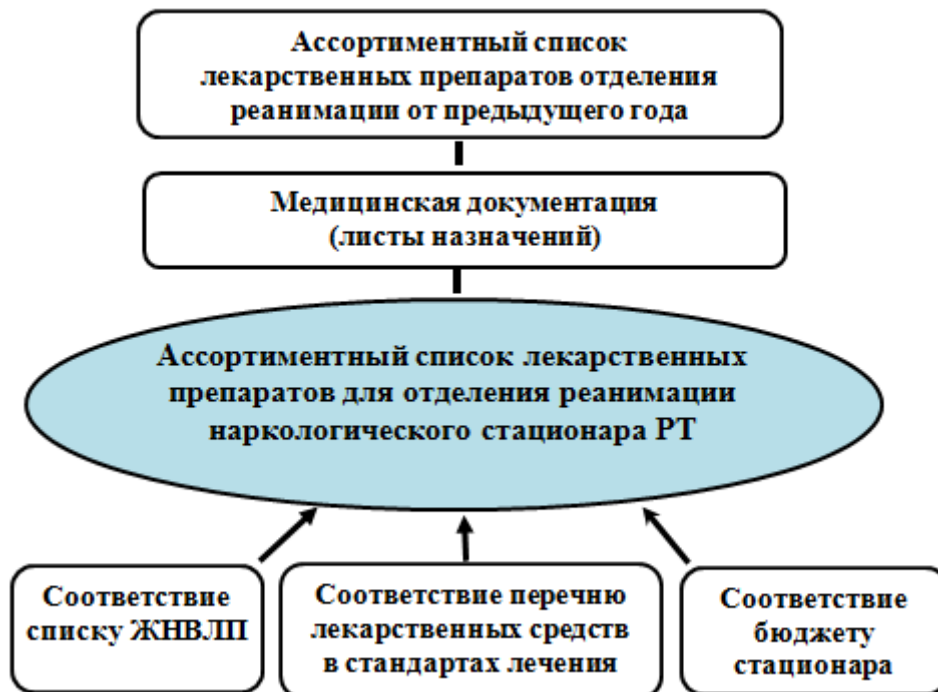 Ассортиментный список
лекарственных препаратов отделения
реанимации от предыдущего года
Медицинская документация
(листы назначений)
Ассортиментный список лекарственных
препаратов для отделения реанимации
наркологического стационара РТ
Соответствие
списку ЖНВЛП
Соответствие перечню
лекарственных средств
в стандартах лечения
Соответствие
бюджету
стационара